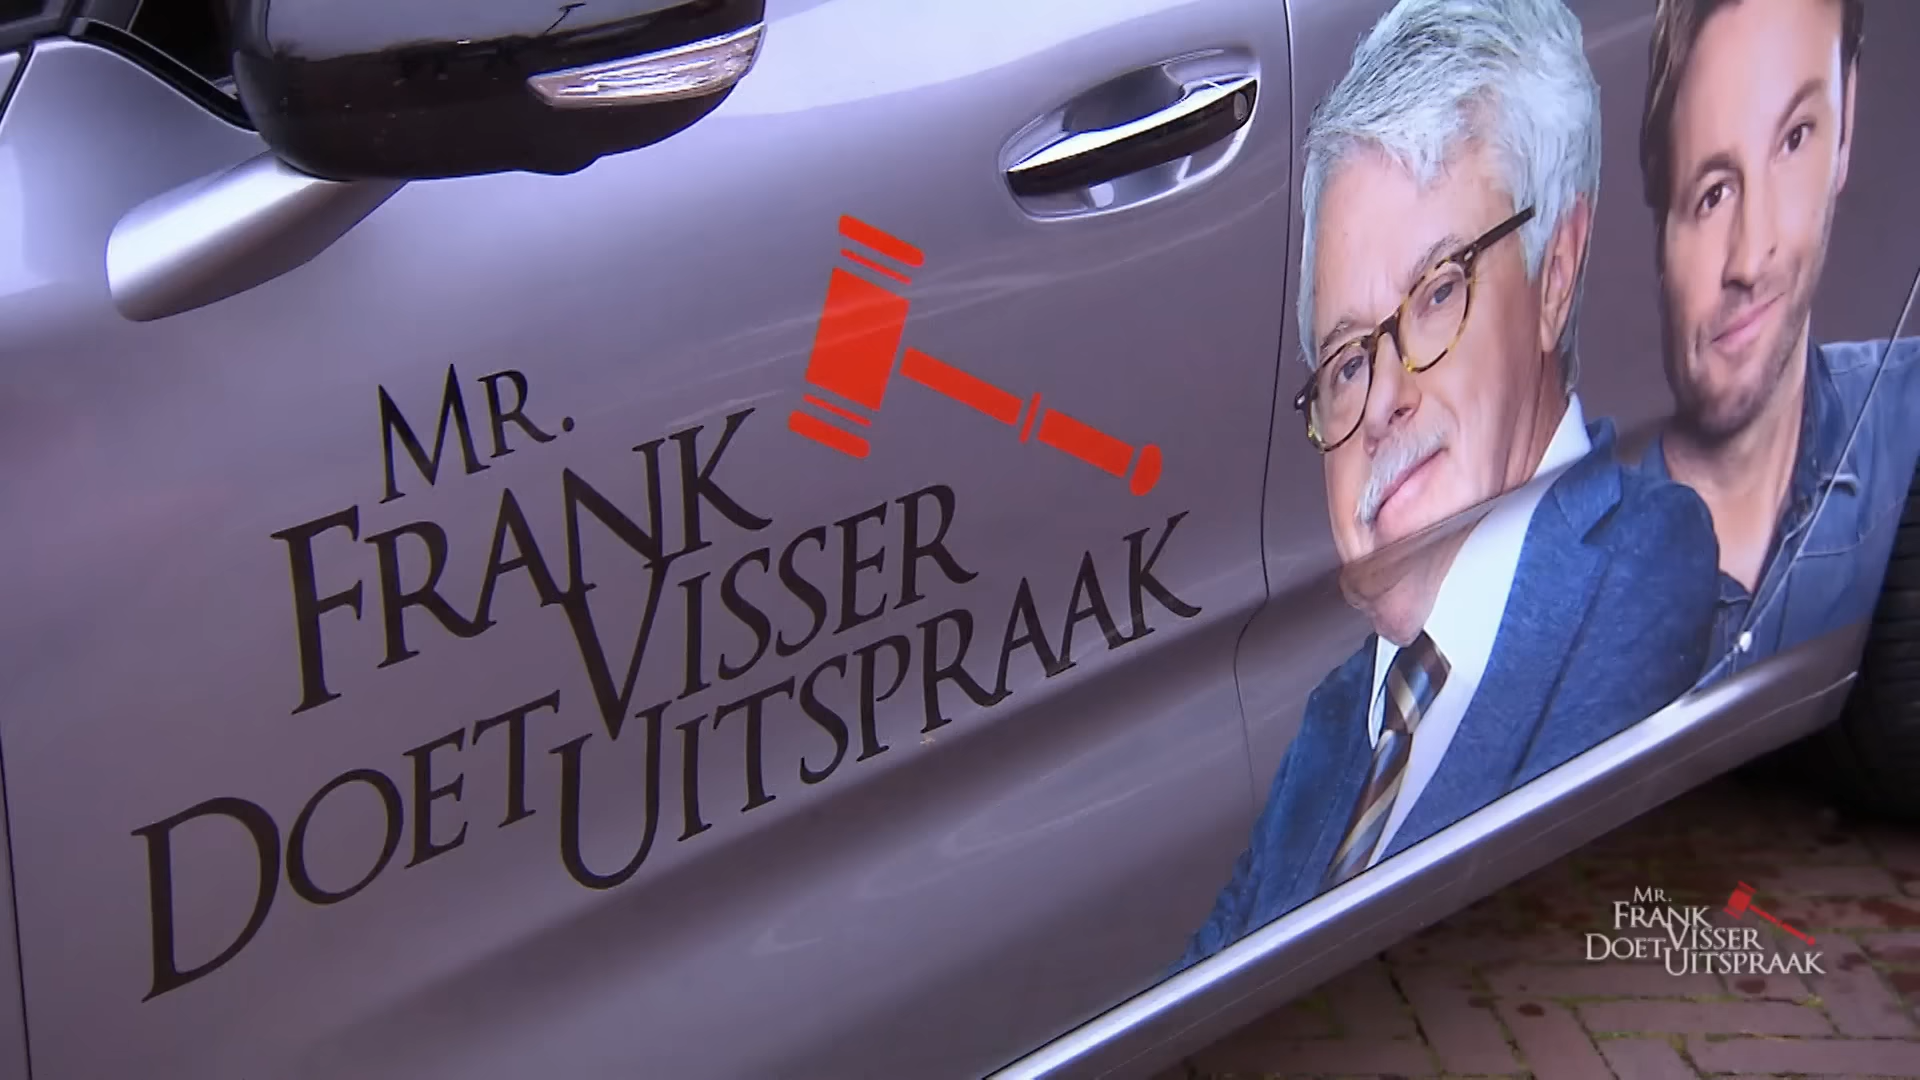 MR.
FRANK
VISSER
DOET UITSPRAAK
MR.
FRANK
VISSER
DOET UITSPRAAK